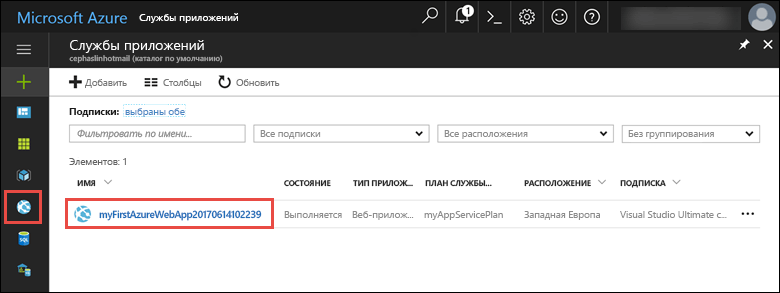 Microsoft Azure Службы приложений
1
Службы приложений
cephaslinhotmail (каталог по умолчанию)
Добавить Столбцы Обновить
Подписки: выбраны обе
Фильтровать по имени... Все подписки Все расположения Без группирования
Элементов: 1
ИМЯ СОСТОЯНИЕ ТИП ПРИЛОЖ... ПЛАН СЛУЖБЫ... РАСПОЛОЖЕНИЕ ПОДПИСКА
myFirstAzureWebApp20170614102239 Выполняется Веб-прилож... myAppServicePlan Западная Европа Visual Studio Ultimate с...
SQL